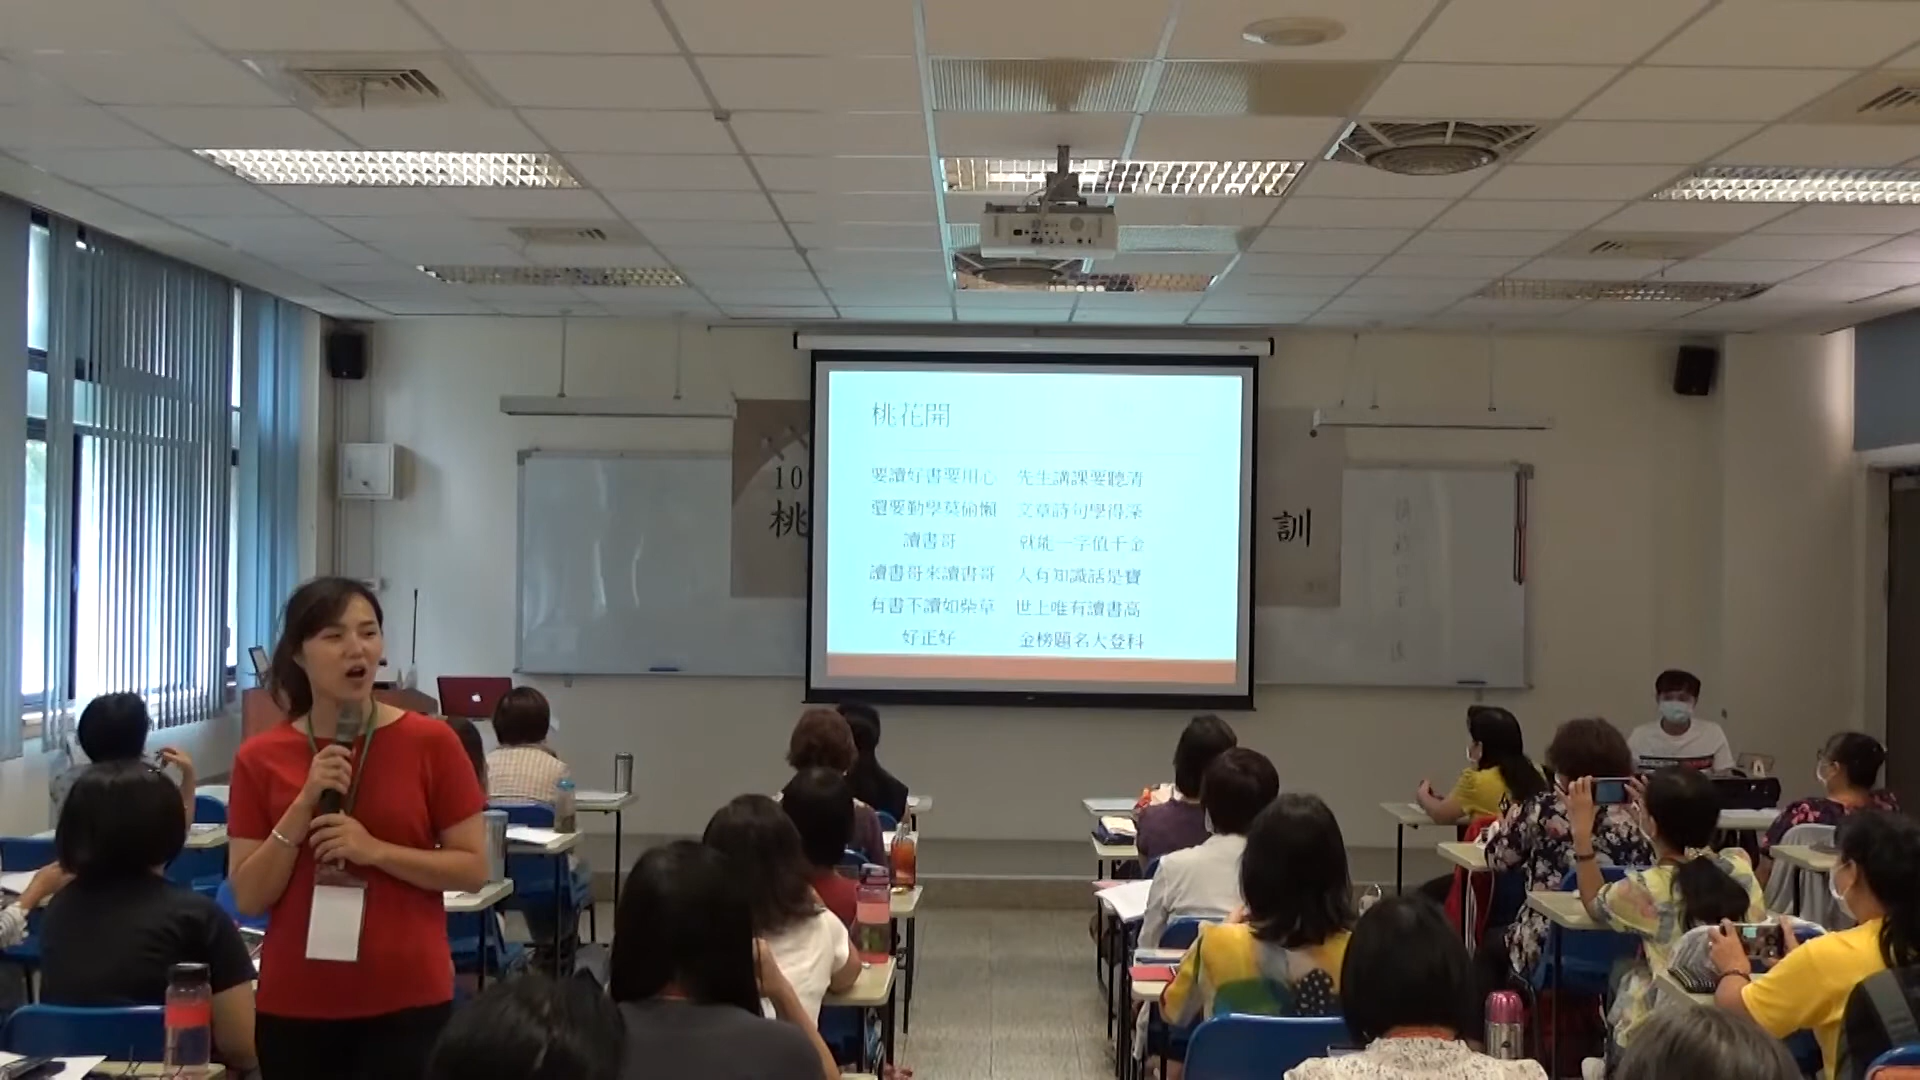 桃花開
要讀好書要用心 先生講課要聽清
還要勤學莫偷懶 文章詩句學得深
讀書哥 就能一字值千金
讀書哥來讀書哥 人有知識話是寶
有書不讀如柴草 世上唯有讀書高
好正好 金榜題名大登科
10
桃
訓